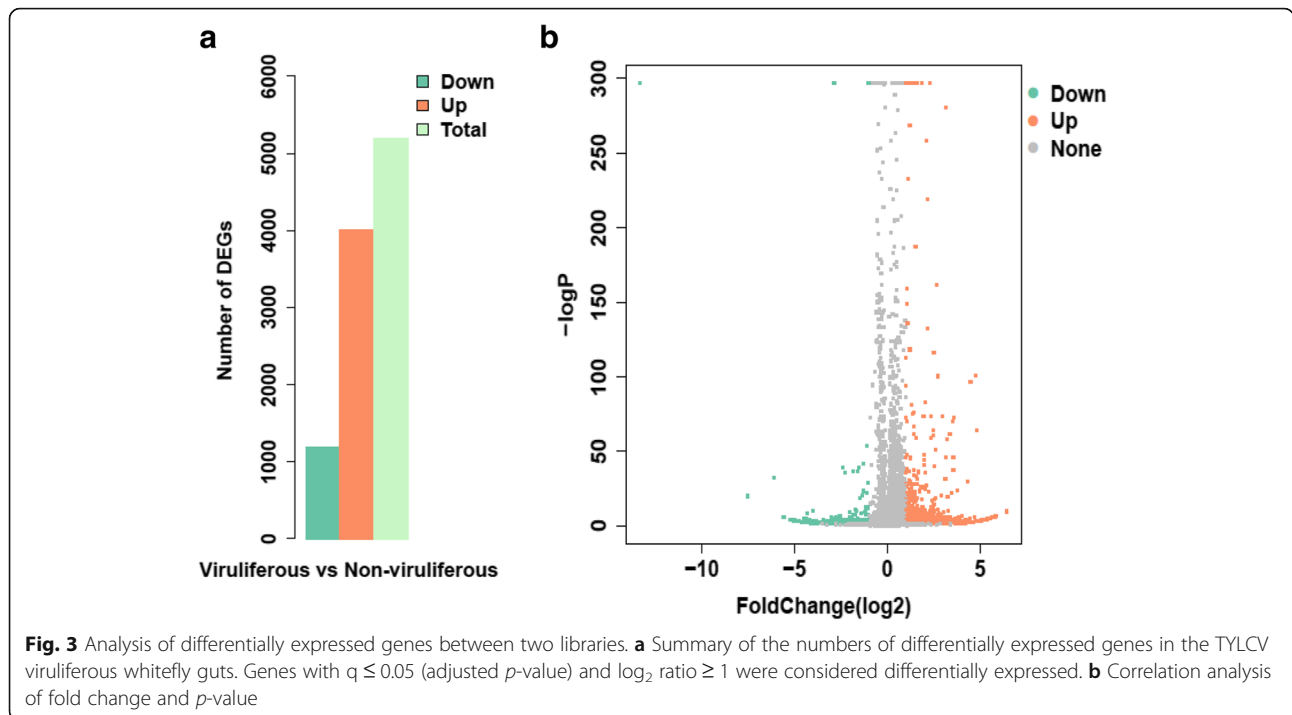 a
b
6000
5000
4000
3000
2000
1000
0
Number of DEGs
Down
Up
Total
Viruliferous vs Non-viruliferous
300
250
200
150
100
50
0
−logP
−10
−5
0
5
FoldChange(log2)
Down
Up
None
Fig. 3 Analysis of differentially expressed genes between two libraries. a Summary of the numbers of differentially expressed genes in the TYLCV
viruliferous whitefly guts. Genes with q ≤ 0.05 (adjusted p-value) and log₂ ratio ≥ 1 were considered differentially expressed. b Correlation analysis
of fold change and p-value